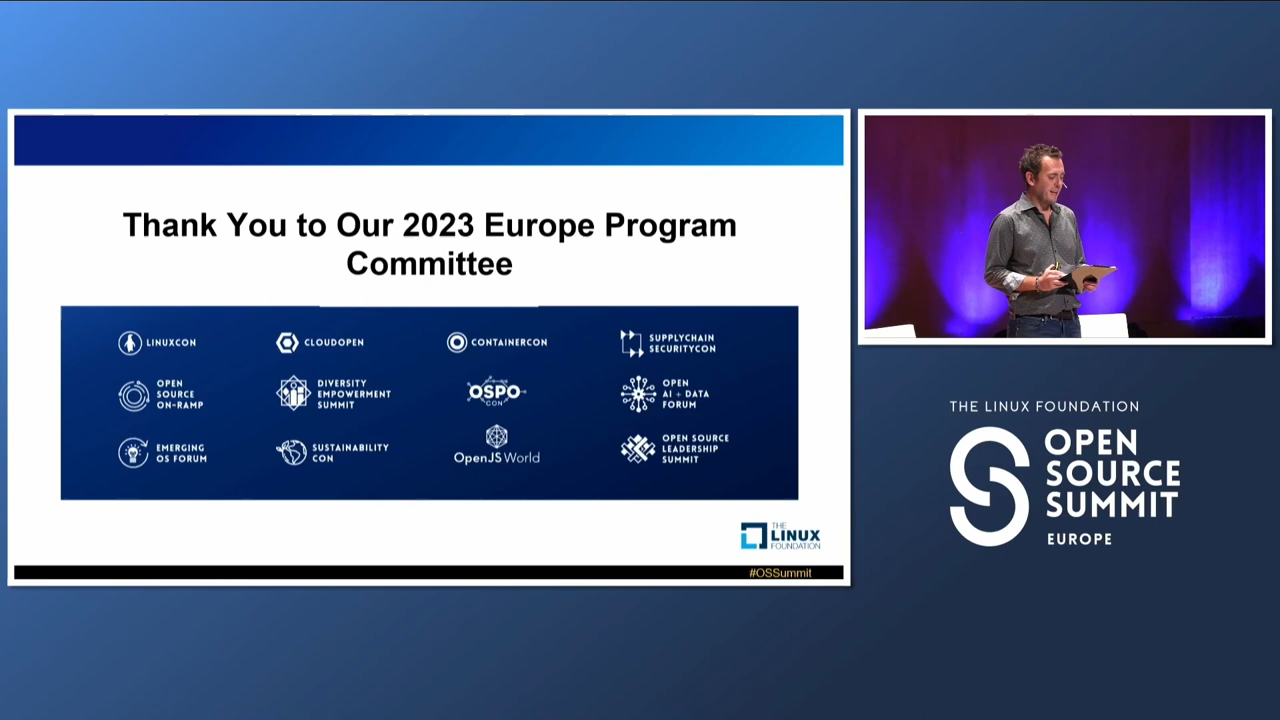 Thank You to Our 2023 Europe Program
Committee
LINUXCON
CLOUDOPEN
CONTAINERCON
SUPPLYCHAIN
SECURITYCON
OPEN
SOURCE
ON-RAMP
DIVERSITY
EMPOWERMENT
SUMMIT
OSPO
CON
OPEN
AI + DATA
FORUM
EMERGING
OS FORUM
SUSTAINABILITY
CON
OpenJS World
OPEN SOURCE
LEADERSHIP
SUMMIT
THE
LINUX
FOUNDATION
#OSSummit
THE LINUX FOUNDATION
OPEN
SOURCE
SUMMIT
EUROPE